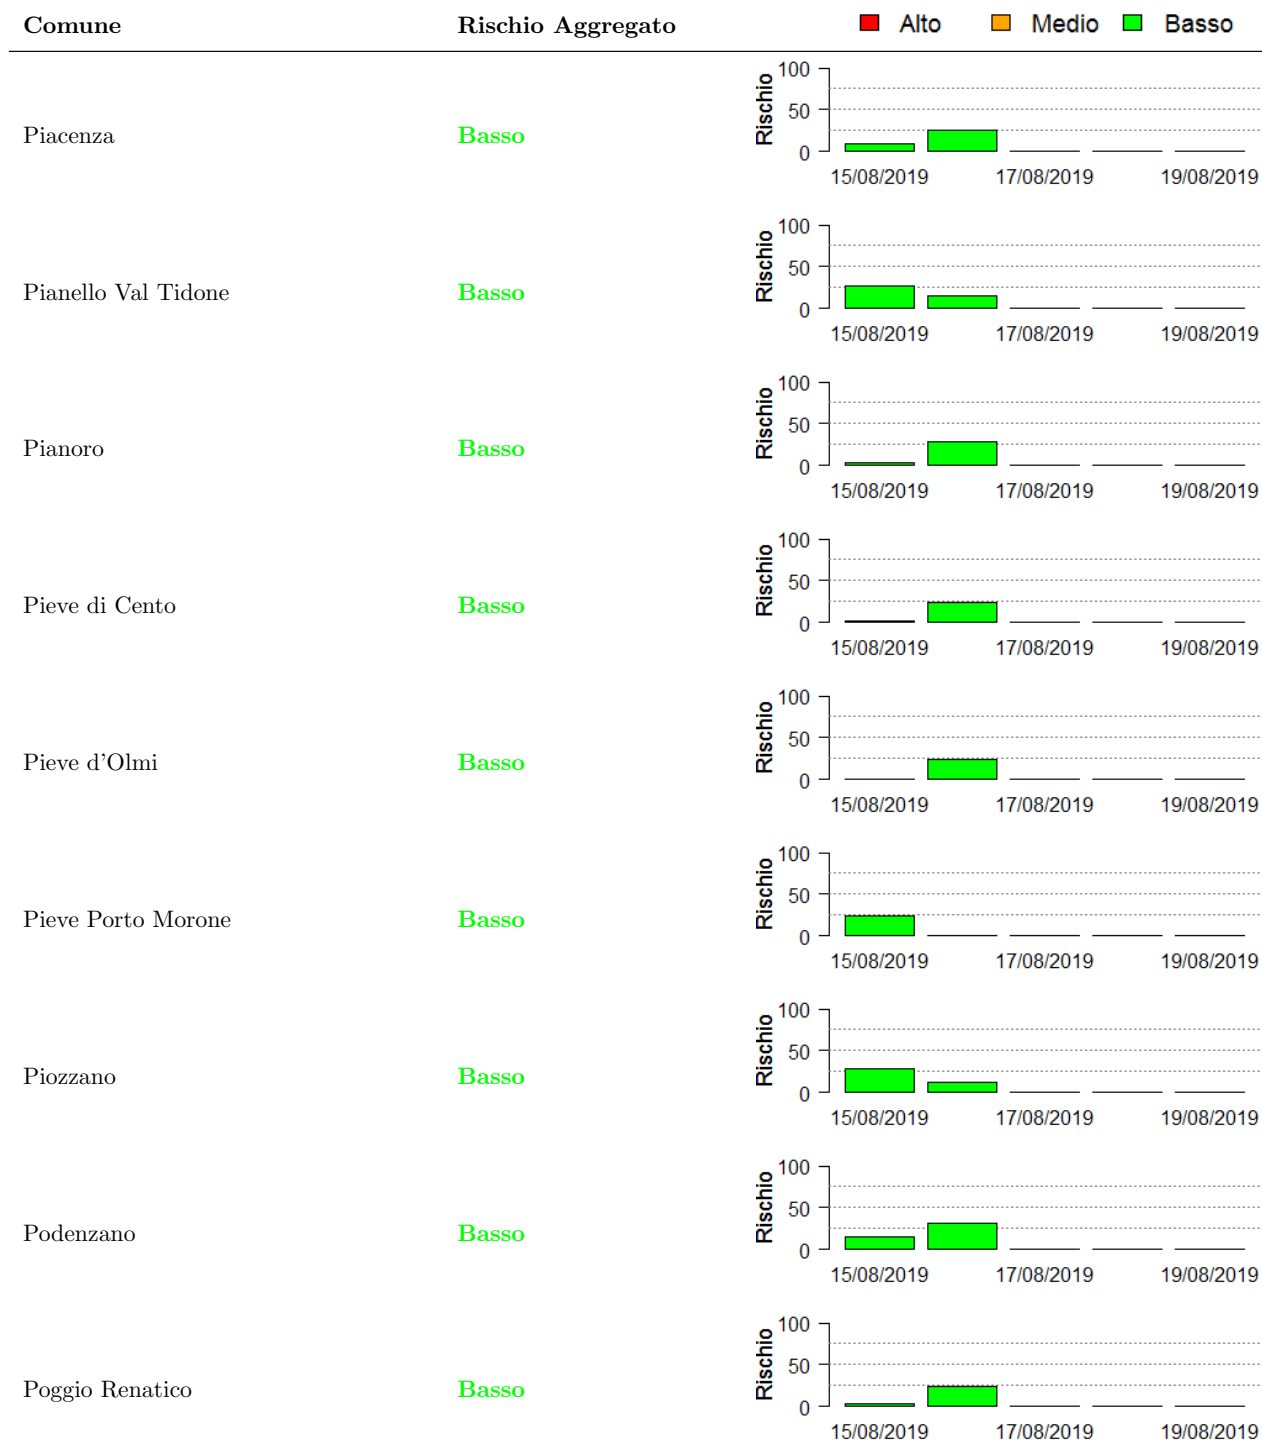 Comune Rischio Aggregato Alto Medio Basso
Piacenza Basso Rischio 100 50 0
15/08/2019 17/08/2019 19/08/2019
Pianello Val Tidone Basso Rischio 100 50 0
15/08/2019 17/08/2019 19/08/2019
Pianoro Basso Rischio 100 50 0
15/08/2019 17/08/2019 19/08/2019
Pieve di Cento Basso Rischio 100 50 0
15/08/2019 17/08/2019 19/08/2019
Pieve d'Olmi Basso Rischio 100 50 0
15/08/2019 17/08/2019 19/08/2019
Pieve Porto Morone Basso Rischio 100 50 0
15/08/2019 17/08/2019 19/08/2019
Piozzano Basso Rischio 100 50 0
15/08/2019 17/08/2019 19/08/2019
Podenzano Basso Rischio 100 50 0
15/08/2019 17/08/2019 19/08/2019
Poggio Renatico Basso Rischio 100 50 0
15/08/2019 17/08/2019 19/08/2019